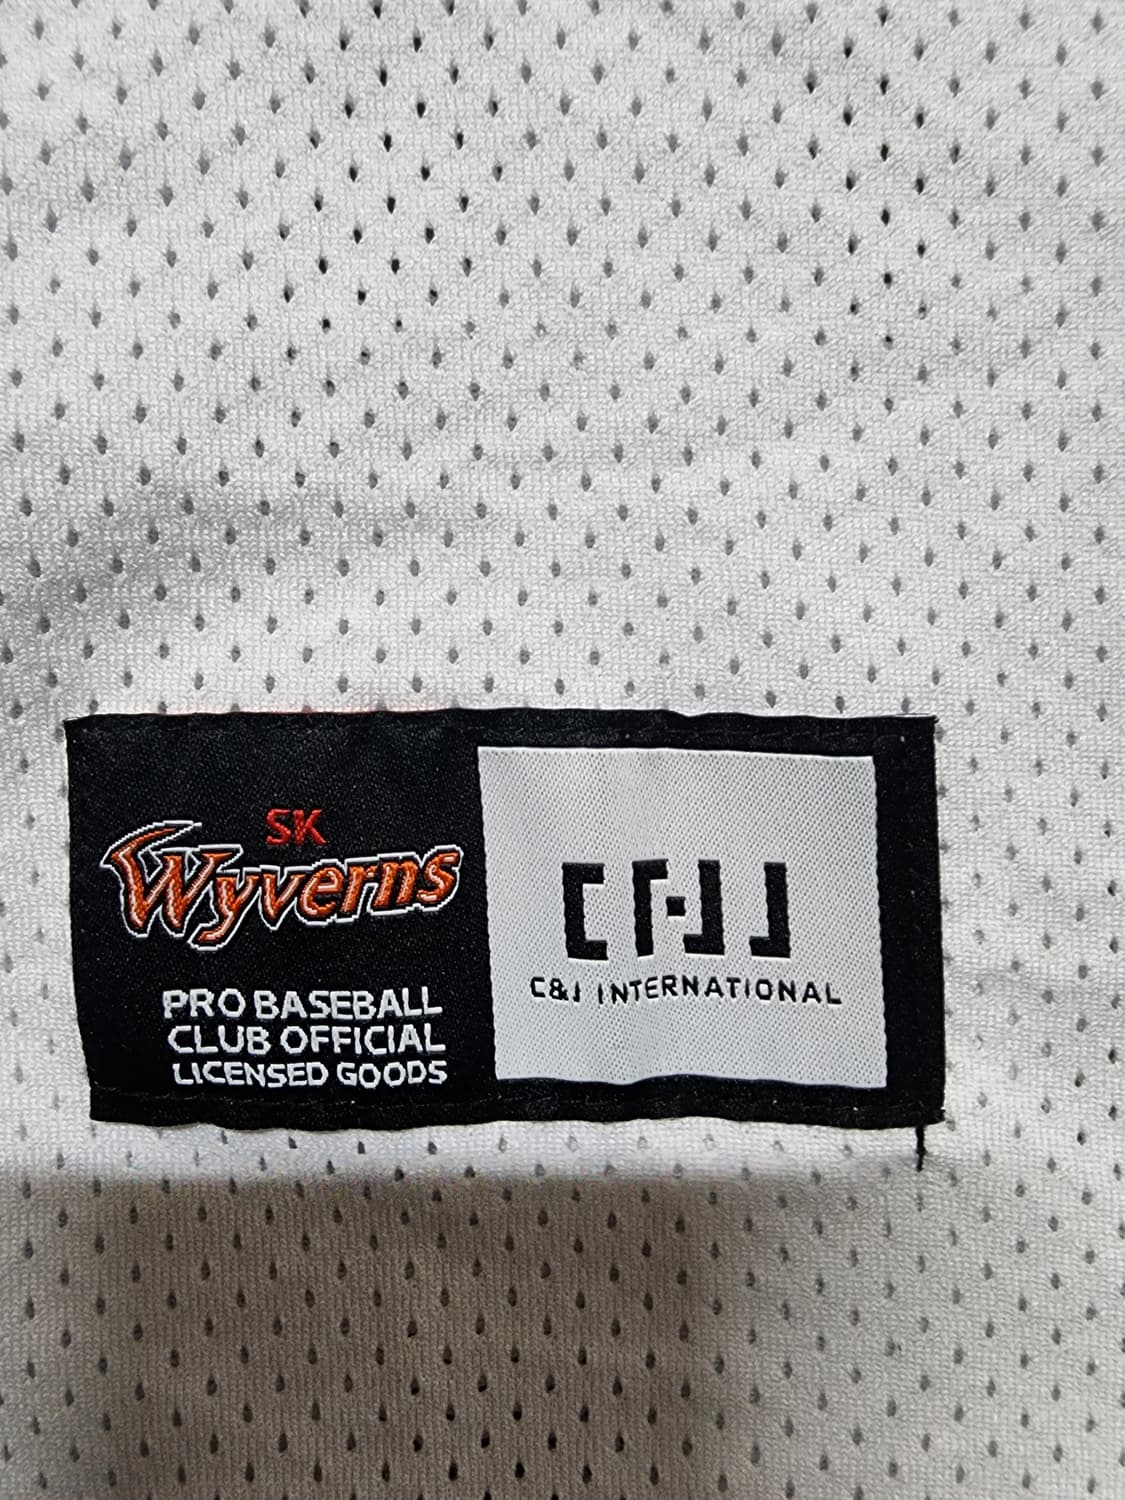 SK
Wyverns
PRO BASEBALL
CLUB OFFICIAL
LICENSED GOODS
C&J
C&J INTERNATIONAL